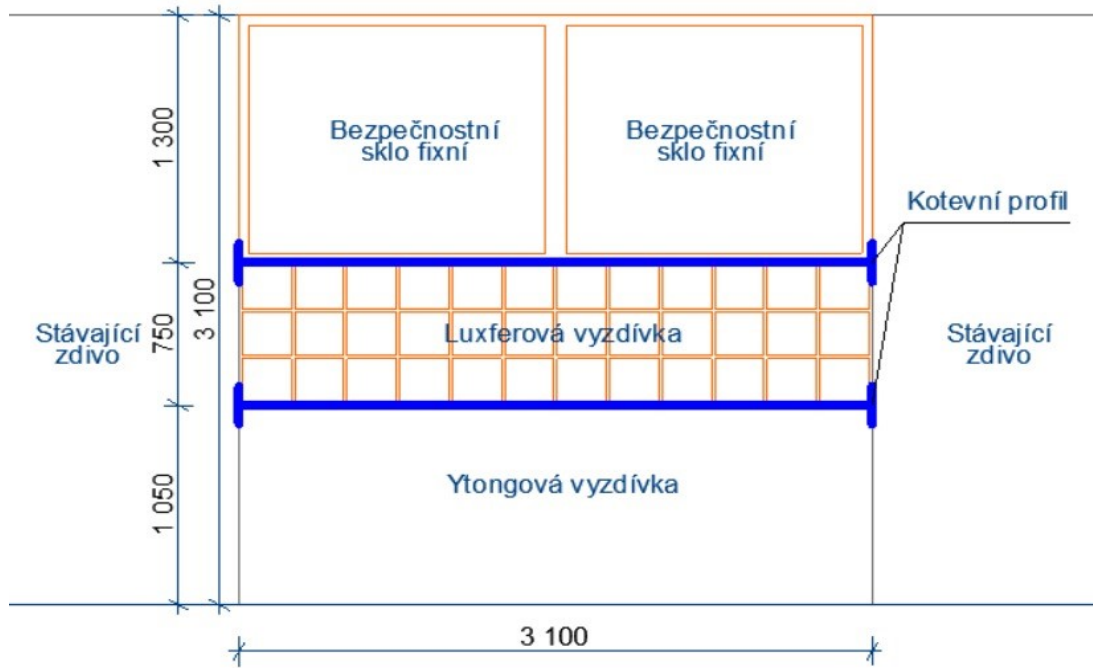 1 300
Bezpečnostní
sklo fixní
Bezpečnostní
sklo fixní
Kotevní profil
3 100
750
Stávající
zdivo
Luxferová vyzdívka
Stávající
zdivo
1 050
Ytongová vyzdívka
3 100